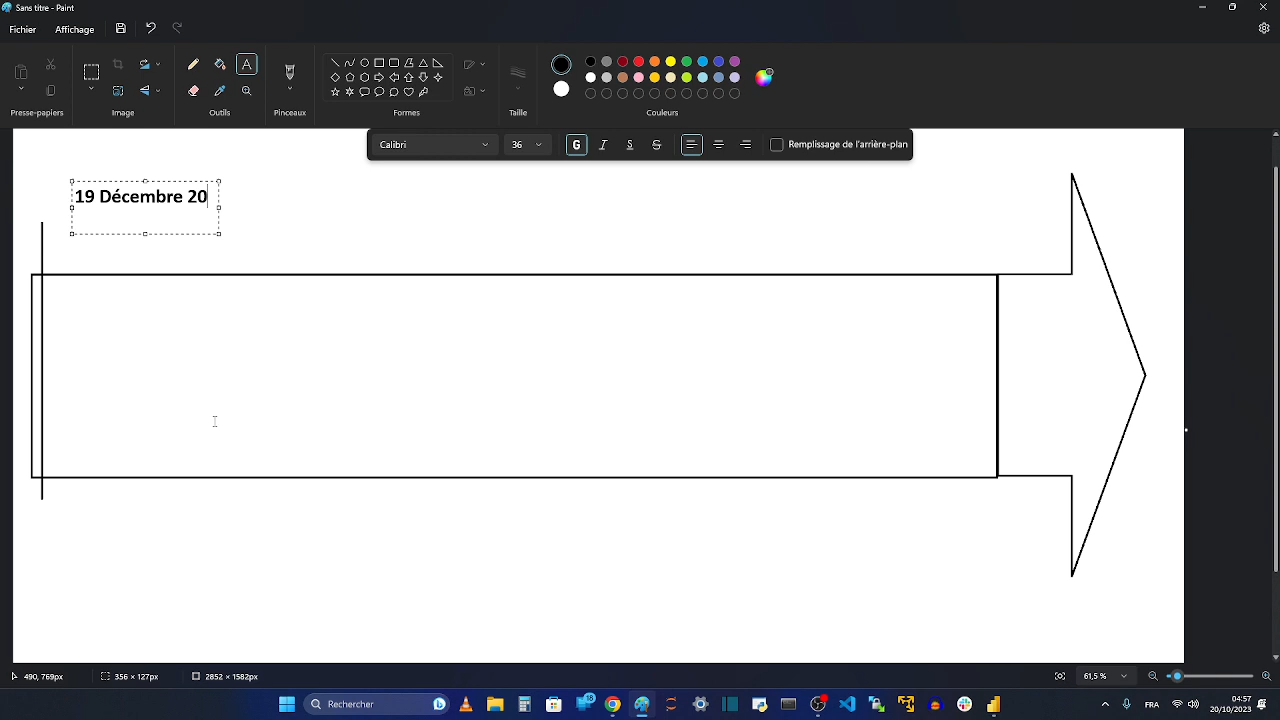 Sans titre - Paint
Fichier
Affichage
Presse-papiers
Image
Outils
Pinceaux
Formes
Taille
Couleurs
Calibri
36
G
I
S
S
Remplissage de l'arrière-plan
19 Décembre 20
490, 769px
356 × 127px
2852 × 1582px
61,5 %
Rechercher
18
FRA
04:57
20/10/2023